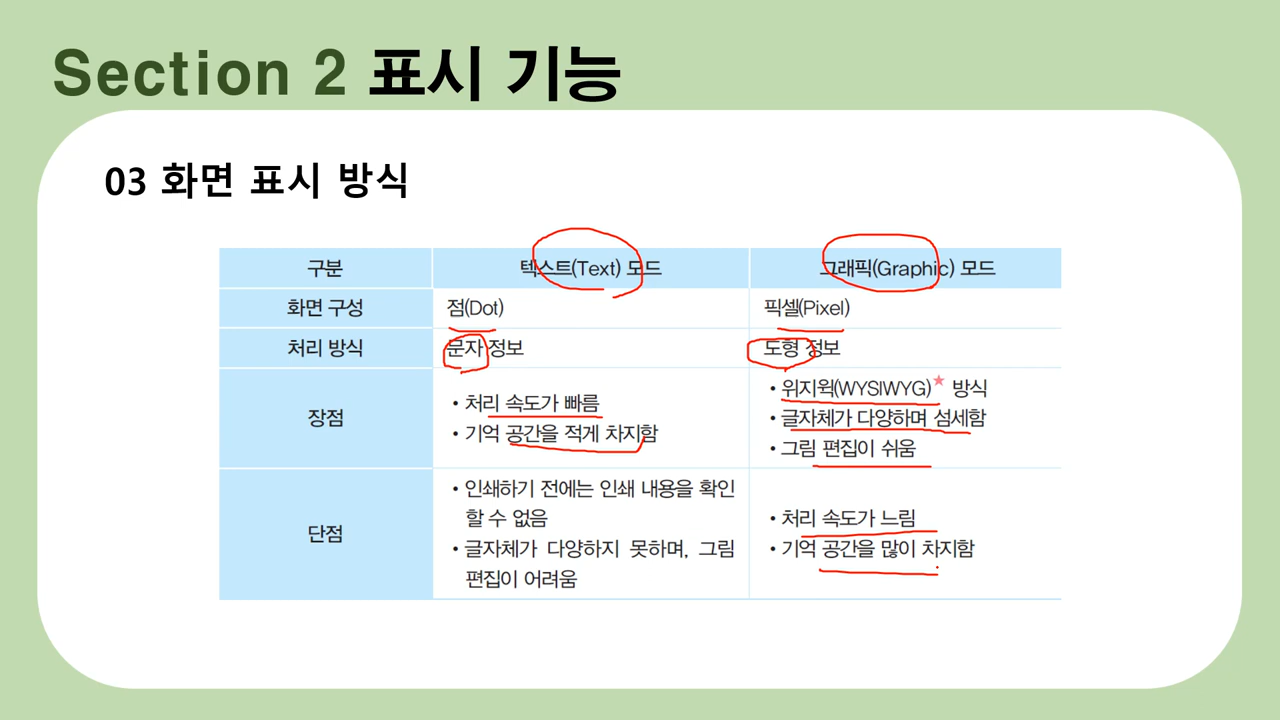 Section 2 표시 기능
03 화면 표시 방식
구분 텍스트(Text) 모드 그래픽(Graphic) 모드
화면 구성 점(Dot) 픽셀(Pixel)
처리 방식 문자 정보 도형 정보
장점
• 처리 속도가 빠름
• 기억 공간을 적게 차지함
• 위지윅(WYSIWYG)★ 방식
• 글자체가 다양하며 섬세함
• 그림 편집이 쉬움
단점
• 인쇄하기 전에는 인쇄 내용을 확인
할 수 없음
• 글자체가 다양하지 못하며, 그림
편집이 어려움
• 처리 속도가 느림
• 기억 공간을 많이 차지함